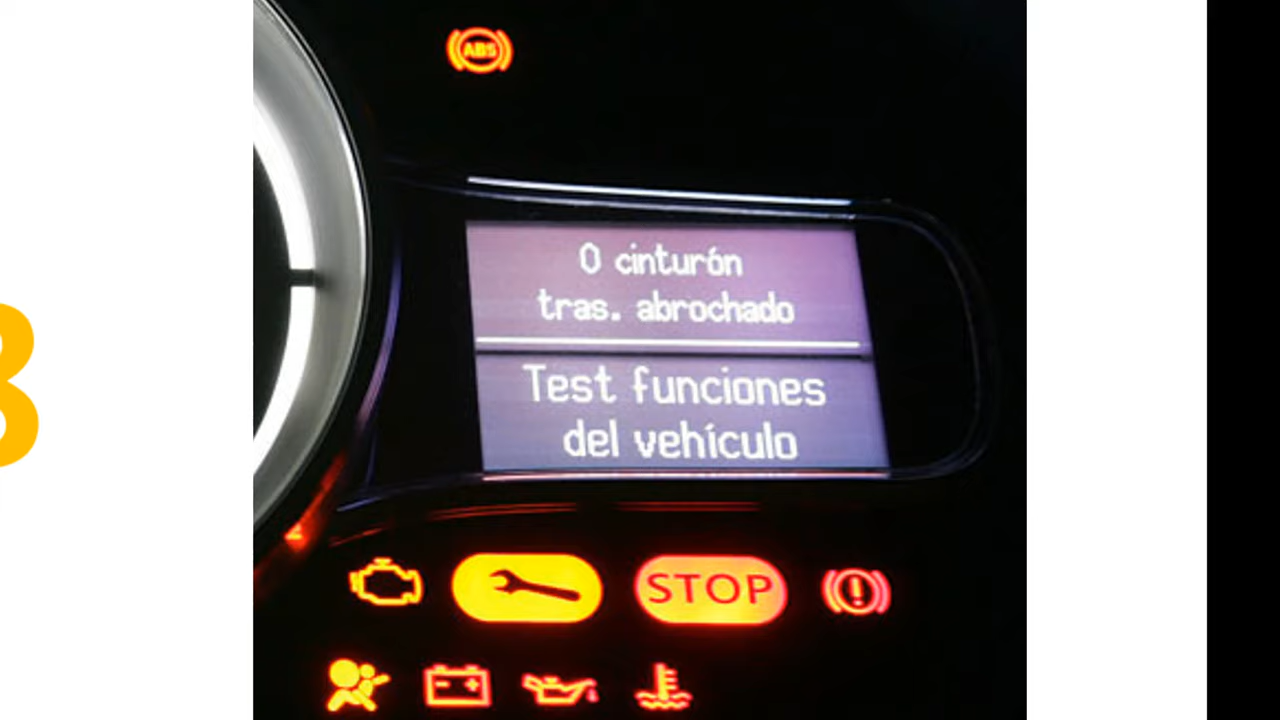 ABS
0 cinturón
tras. abrochado
Test funciones
del vehículo
STOP